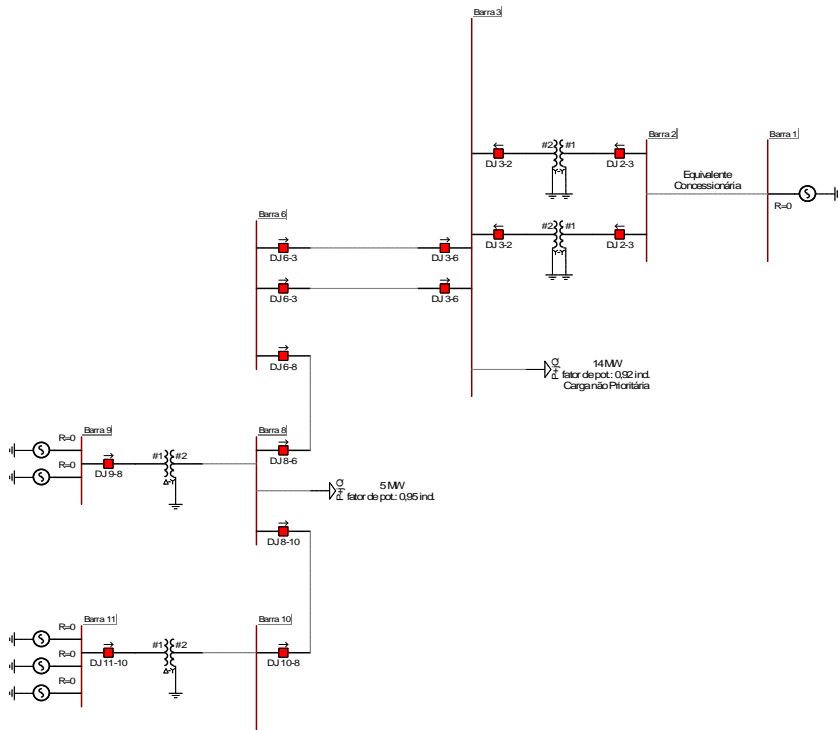 Barra 3
#2 #1
DJ 3-2
DJ 2-3
Barra 2
Barra 1
Equivalente
Concessionária
R=0
#2 #1
DJ 3-2
DJ 2-3
Barra 6
DJ 6-3
DJ 3-6
DJ 6-3
DJ 3-6
DJ 6-8
P+jQ
14 MW
fator de pot.: 0,92 ind.
Carga não Prioritária
Barra 9
R=0
R=0
DJ 9-8
#1 #2
Barra 8
DJ 8-6
P+jQ
5 MW
fator de pot.: 0,95 ind.
DJ 8-10
Barra 11
R=0
R=0
R=0
DJ 11-10
#1 #2
Barra 10
DJ 10-8